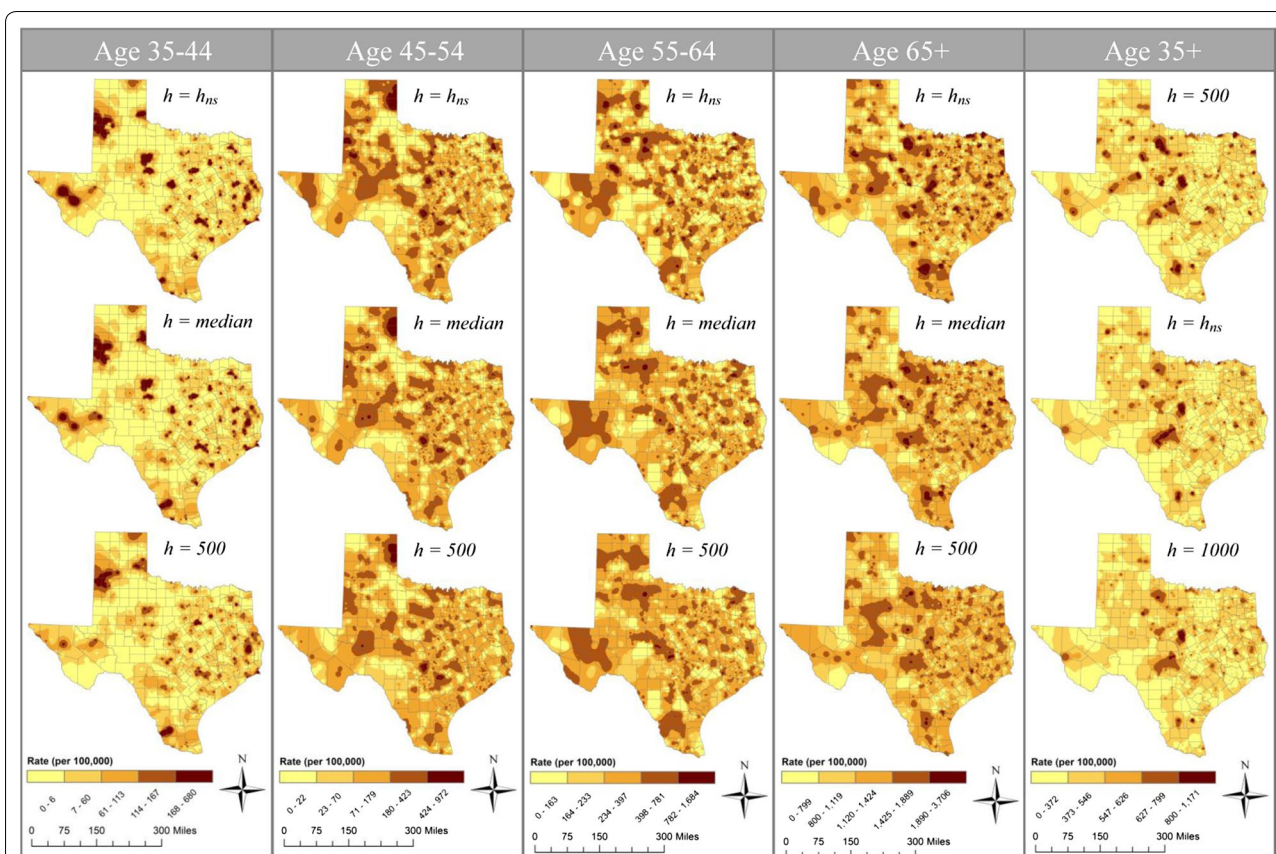 Age 35-44
Age 45-54
Age 55-64
Age 65+
Age 35+
h = hns
h = hns
h = hns
h = hns
h = 500
h = median
h = median
h = median
h = median
h = hns
h = 500
h = 500
h = 500
h = 500
h = 1000
Rate (per 100,000)
N
0 - 6
7 - 60
61 - 113
114 - 167
168 - 680
0 75 150 300 Miles
Rate (per 100,000)
N
0 - 22
23 - 70
71 - 179
180 - 423
424 - 972
0 75 150 300 Miles
Rate (per 100,000)
N
0 - 163
164 - 233
234 - 397
398 - 781
782 - 1,684
0 75 150 300 Miles
Rate (per 100,000)
N
0 - 799
800 - 1,119
1,120 - 1,424
1,425 - 1,889
1,890 - 3,706
0 75 150 300 Miles
Rate (per 100,000)
N
0 - 372
373 - 546
547 - 626
627 - 799
800 - 1,171
0 75 150 300 Miles